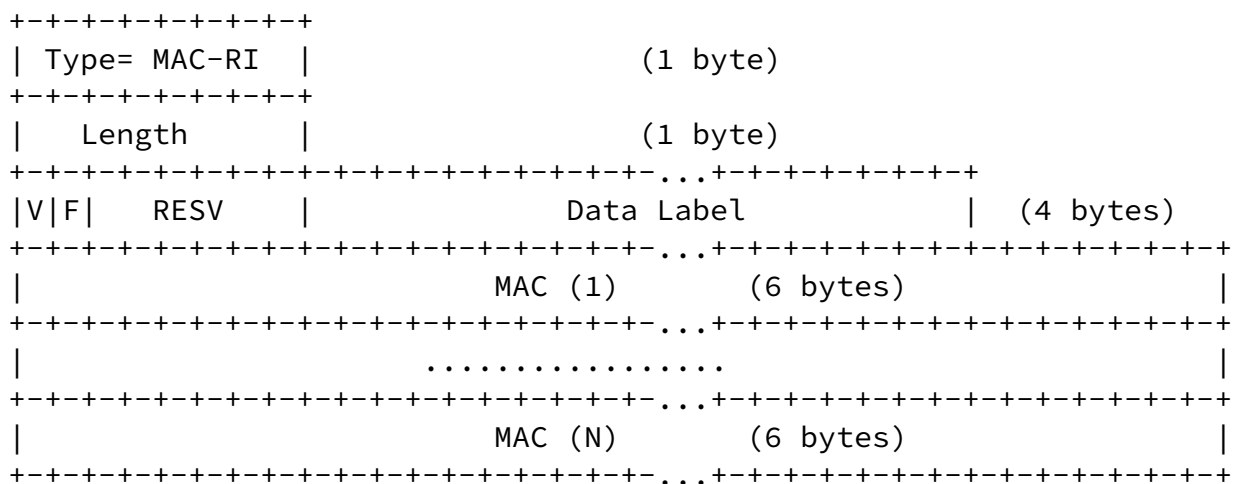 +-+-+-+-+-+-+-+-+
| Type= MAC-RI  |                  (1 byte)
+-+-+-+-+-+-+-+-+
|   Length      |                  (1 byte)
+-+-+-+-+-+-+-+-+-+-+-+-+-+-+-+-+-+-...+-+-+-+-+-+-+-+
|V|F|   RESV    |              Data Label            |  (4 bytes)
+-+-+-+-+-+-+-+-+-+-+-+-+-+-+-+-+-+-...+-+-+-+-+-+-+-+-+-+-+-+-+-+-+
|                          MAC (1)       (6 bytes)                 |
+-+-+-+-+-+-+-+-+-+-+-+-+-+-+-+-+-+-...+-+-+-+-+-+-+-+-+-+-+-+-+-+-+
|                      .................                           |
+-+-+-+-+-+-+-+-+-+-+-+-+-+-+-+-+-+-...+-+-+-+-+-+-+-+-+-+-+-+-+-+-+
|                          MAC (N)       (6 bytes)                 |
+-+-+-+-+-+-+-+-+-+-+-+-+-+-+-+-+-+-...+-+-+-+-+-+-+-+-+-+-+-+-+-+-+